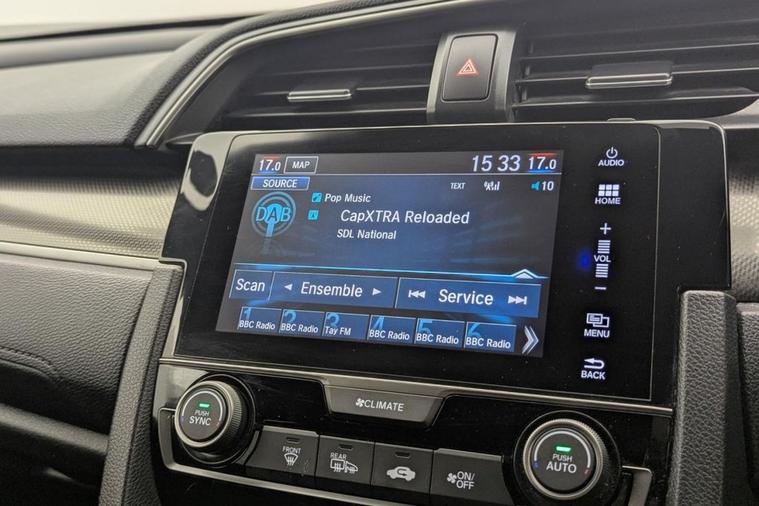 17.0 MAP 15 33 17.0
SOURCE TEXT 10
Pop Music
DAB
CapXTRA Reloaded
SDL National
Scan Ensemble Service
1 2 3 4 5 6
BBC Radio BBC Radio Tay FM BBC Radio BBC Radio BBC Radio
AUDIO
HOME
+
VOL
−
MENU
BACK
CLIMATE
PUSH
SYNC
FRONT
REAR
ON/
OFF
PUSH
AUTO